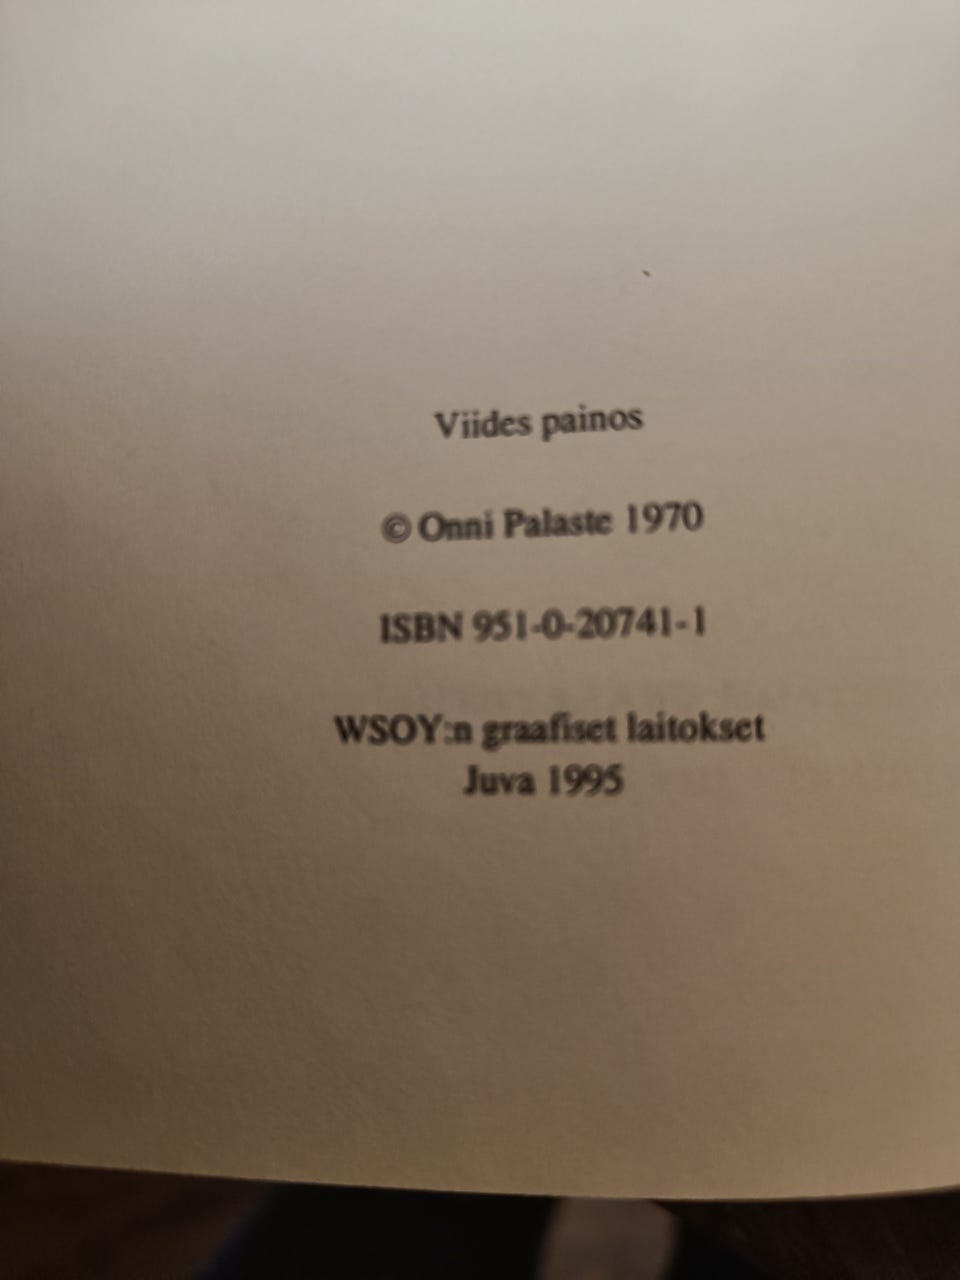 Viides painos
© Onni Palaste 1970
ISBN 951-0-20741-1
WSOY:n graafiset laitokset
Juva 1995